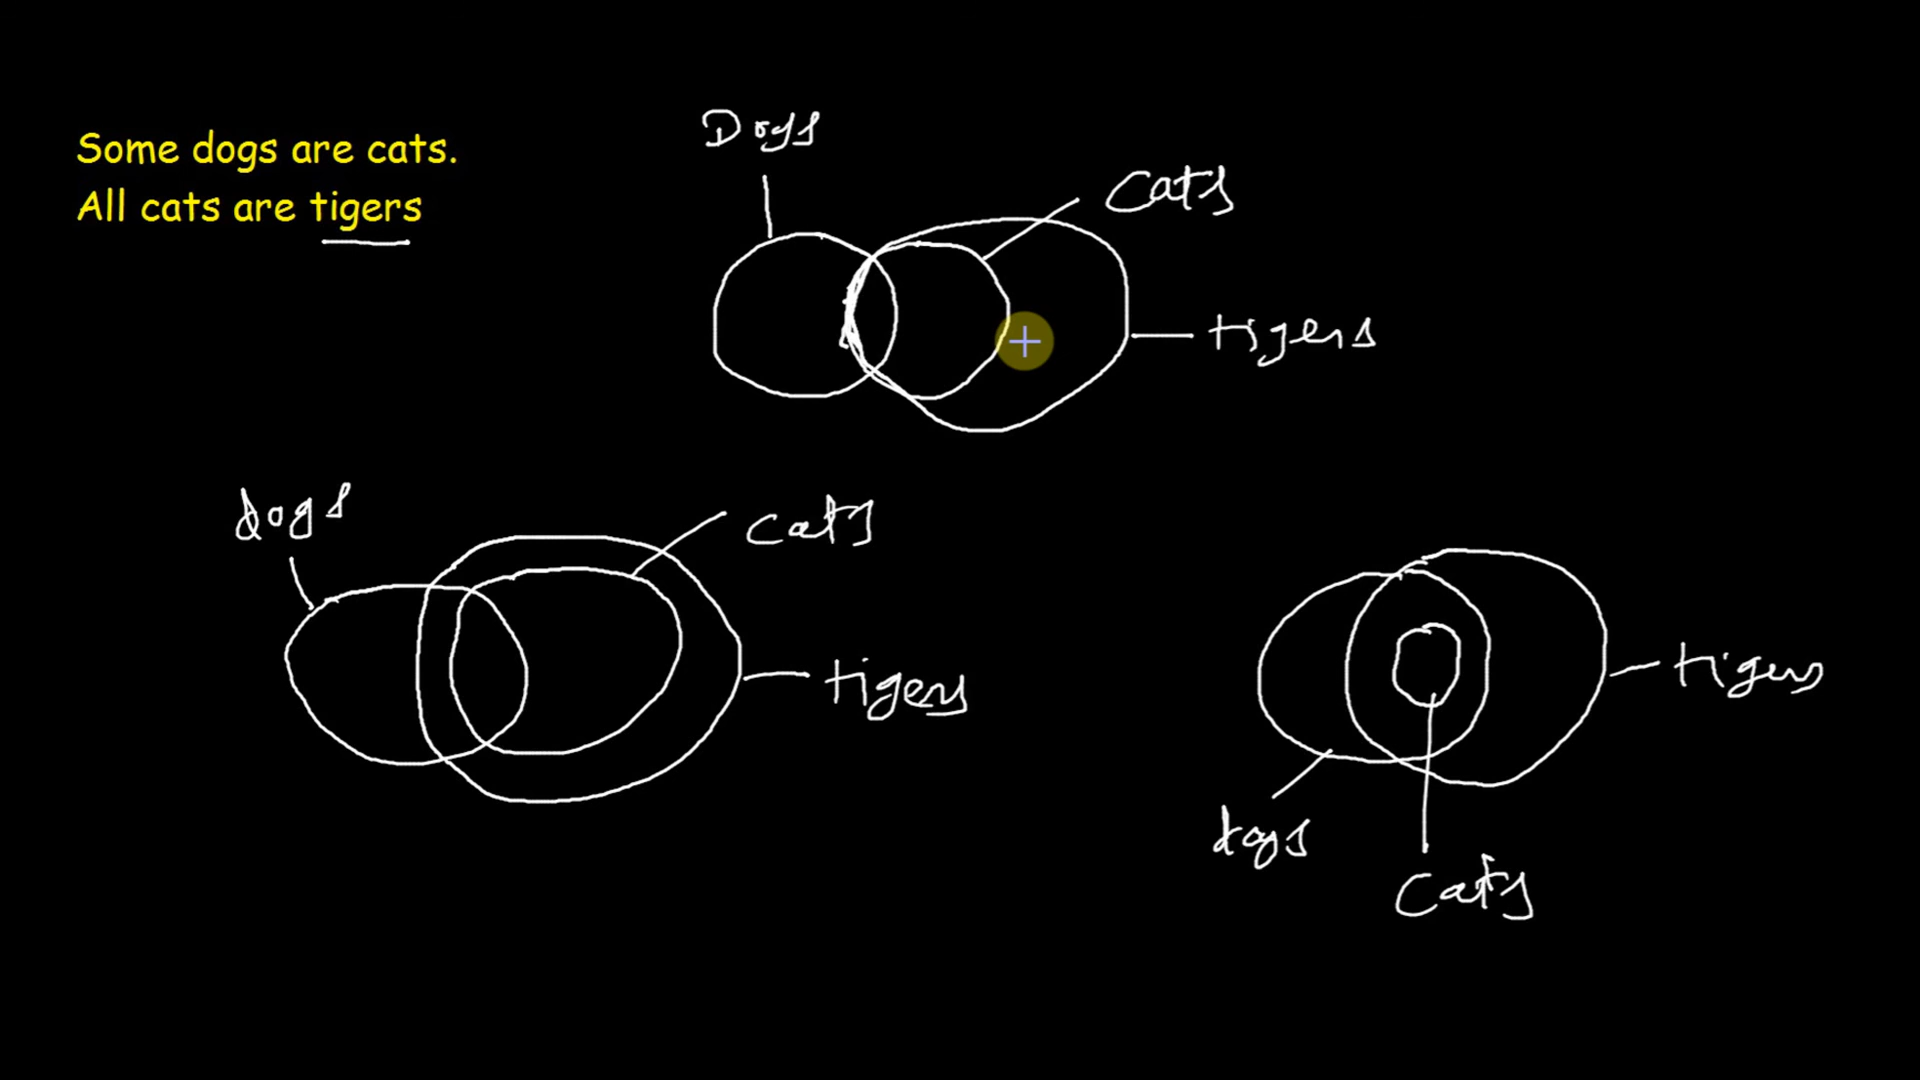 Some dogs are cats.
All cats are tigers
Dogs
Cats
tigers
dogs
cats
tigers
tigers
dogs
Cats